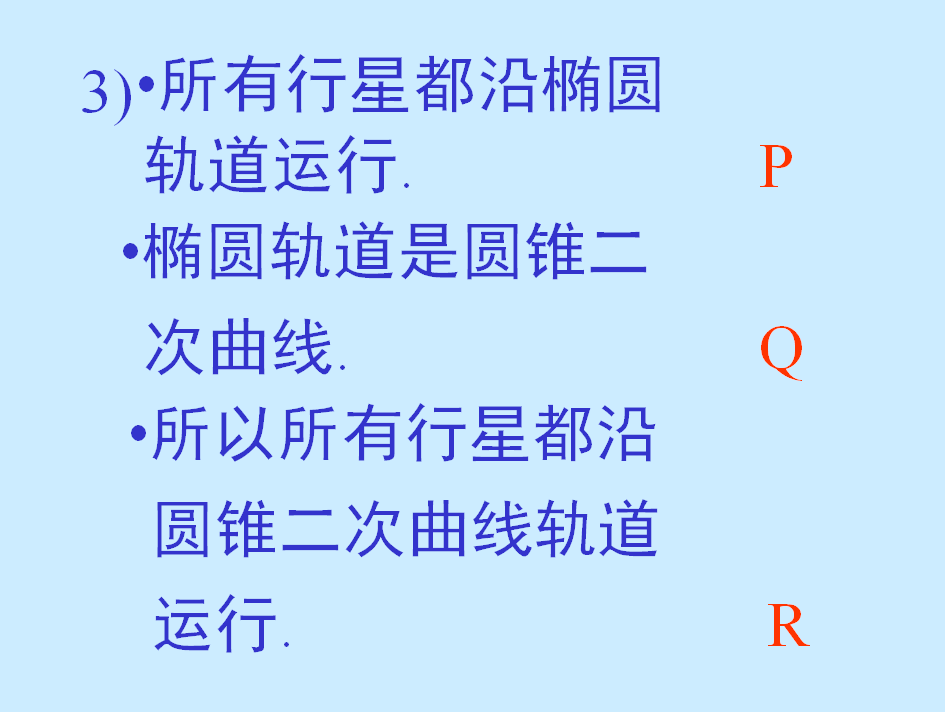 3)•所有行星都沿椭圆
轨道运行. P
•椭圆轨道是圆锥二
次曲线. Q
•所以所有行星都沿
圆锥二次曲线轨道
运行. R